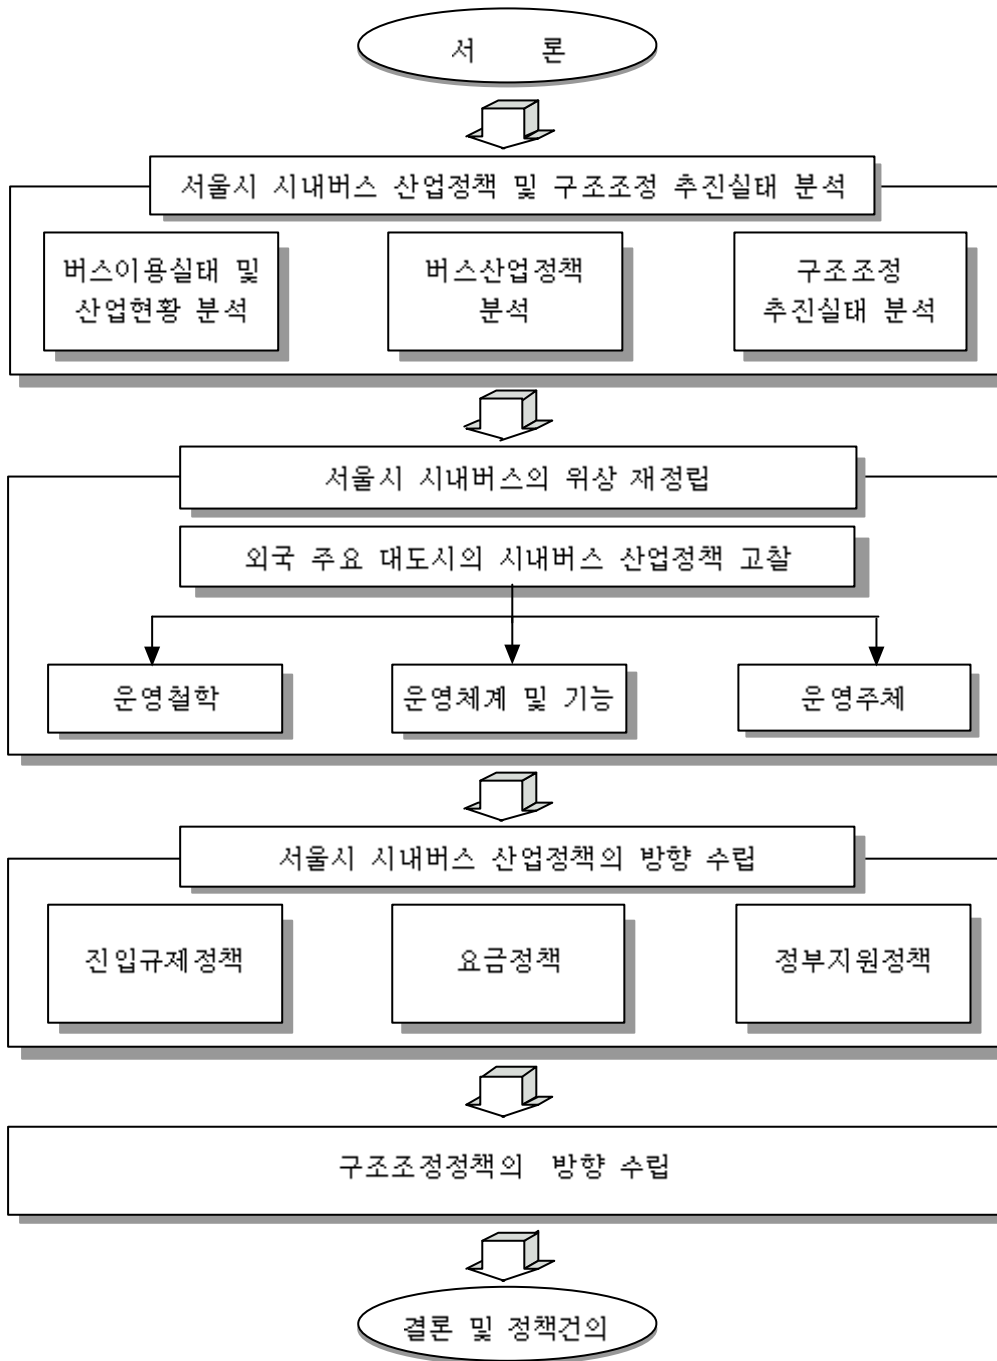 서 론
서울시 시내버스 산업정책 및 구조조정 추진실태 분석
버스이용실태 및
산업현황 분석
버스산업정책
분석
구조조정
추진실태 분석
서울시 시내버스의 위상 재정립
외국 주요 대도시의 시내버스 산업정책 고찰
운영철학
운영체계 및 기능
운영주체
서울시 시내버스 산업정책의 방향 수립
진입규제정책
요금정책
정부지원정책
구조조정정책의 방향 수립
결론 및 정책건의